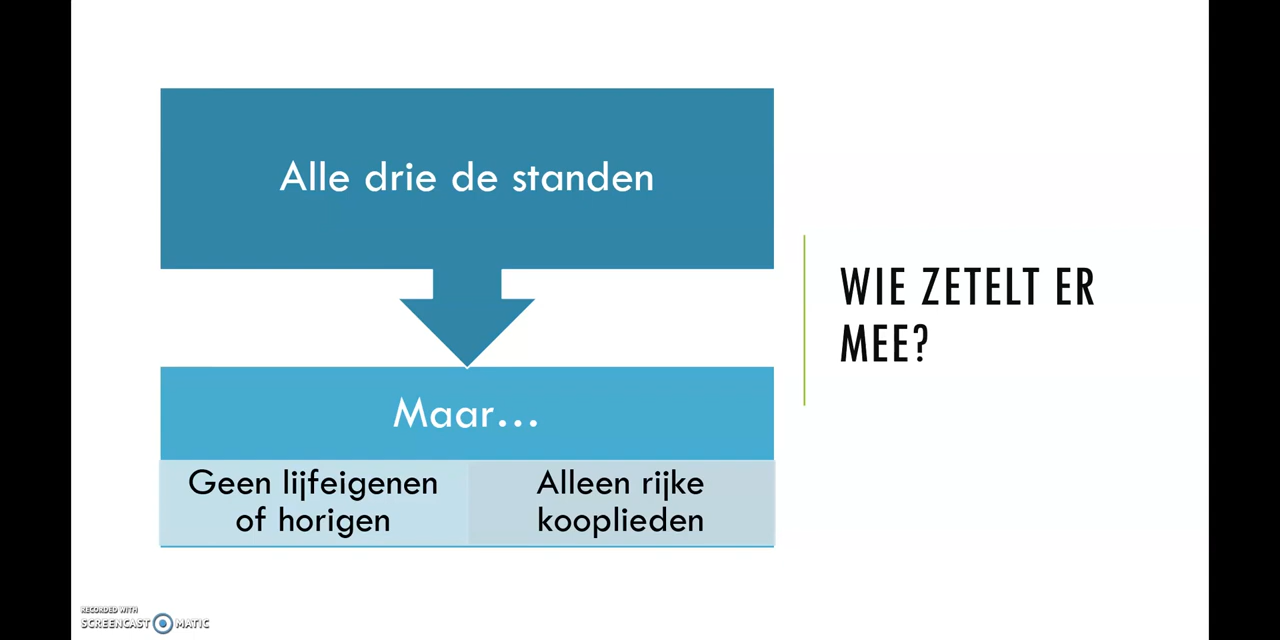 Alle drie de standen
Maar...
Geen lijfeigenen
of horigen
Alleen rijke
kooplieden
WIE ZETELT ER
MEE?
RECORDED WITH
SCREENCAST MATIC